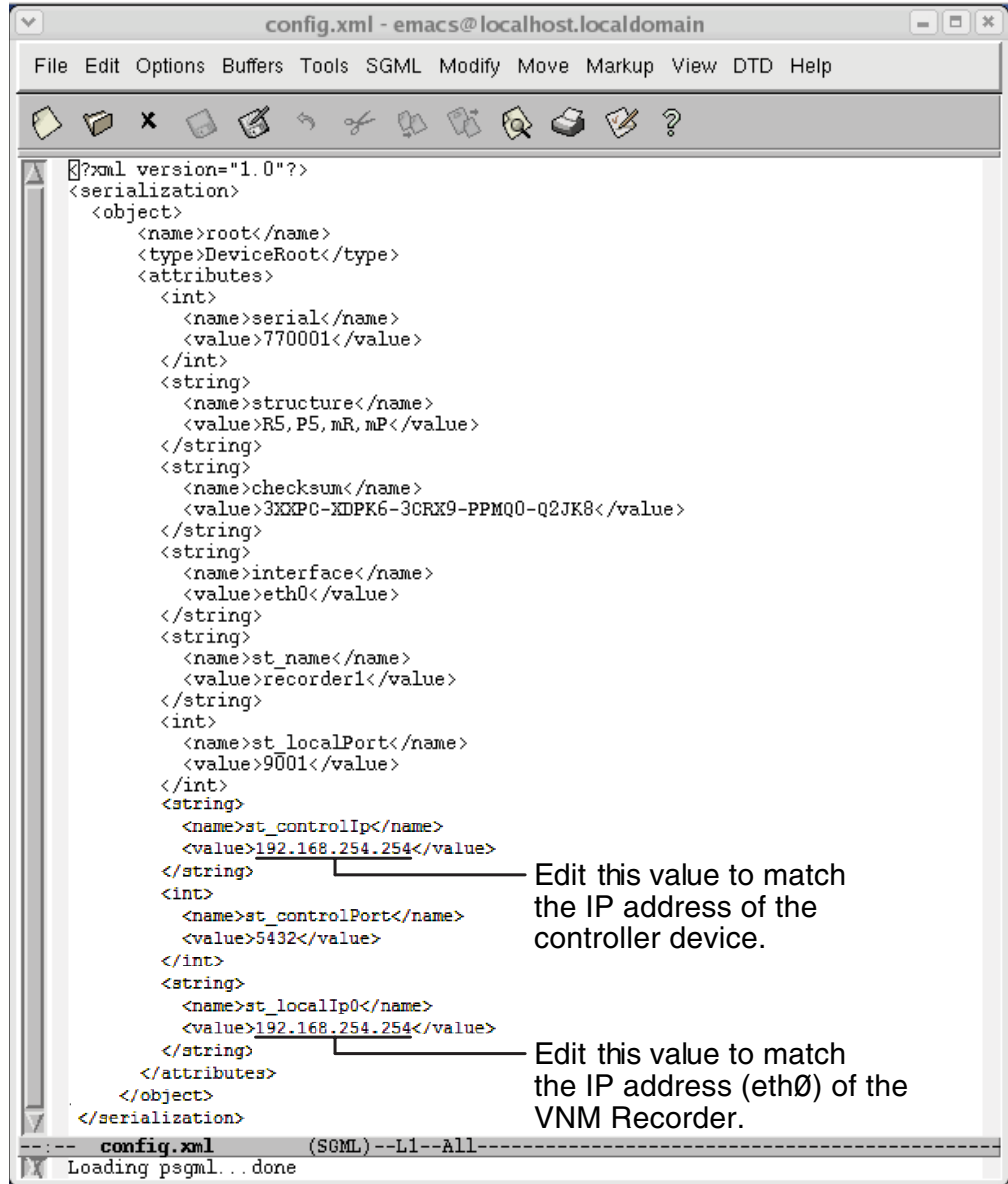 config.xml - emacs@localhost.localdomain
File Edit Options Buffers Tools SGML Modify Move Markup View DTD Help
<?xml version="1.0"?>
<serialization>
<object>
<name>root</name>
<type>DeviceRoot</type>
<attributes>
<int>
<name>serial</name>
<value>770001</value>
</int>
<string>
<name>structure</name>
<value>R5,P5,mR,mP</value>
</string>
<string>
<name>checksum</name>
<value>3XXPC-XDPK6-3CRX9-PPMQ0-Q2JK8</value>
</string>
<string>
<name>interface</name>
<value>eth0</value>
</string>
<string>
<name>st_name</name>
<value>recorder1</value>
</string>
<int>
<name>st_localPort</name>
<value>9001</value>
</int>
<string>
<name>st_controlIp</name>
<value>192.168.254.254</value>
</string>
<int>
<name>st_controlPort</name>
<value>5432</value>
</int>
<string>
<name>st_localIp0</name>
<value>192.168.254.254</value>
</string>
</attributes>
</object>
</serialization>
Edit this value to match
the IP address of the
controller device.
Edit this value to match
the IP address (ethØ) of the
VNM Recorder.
--:-- config.xml (SGML)--L1--All--------------------------------------------
Loading psgml...done